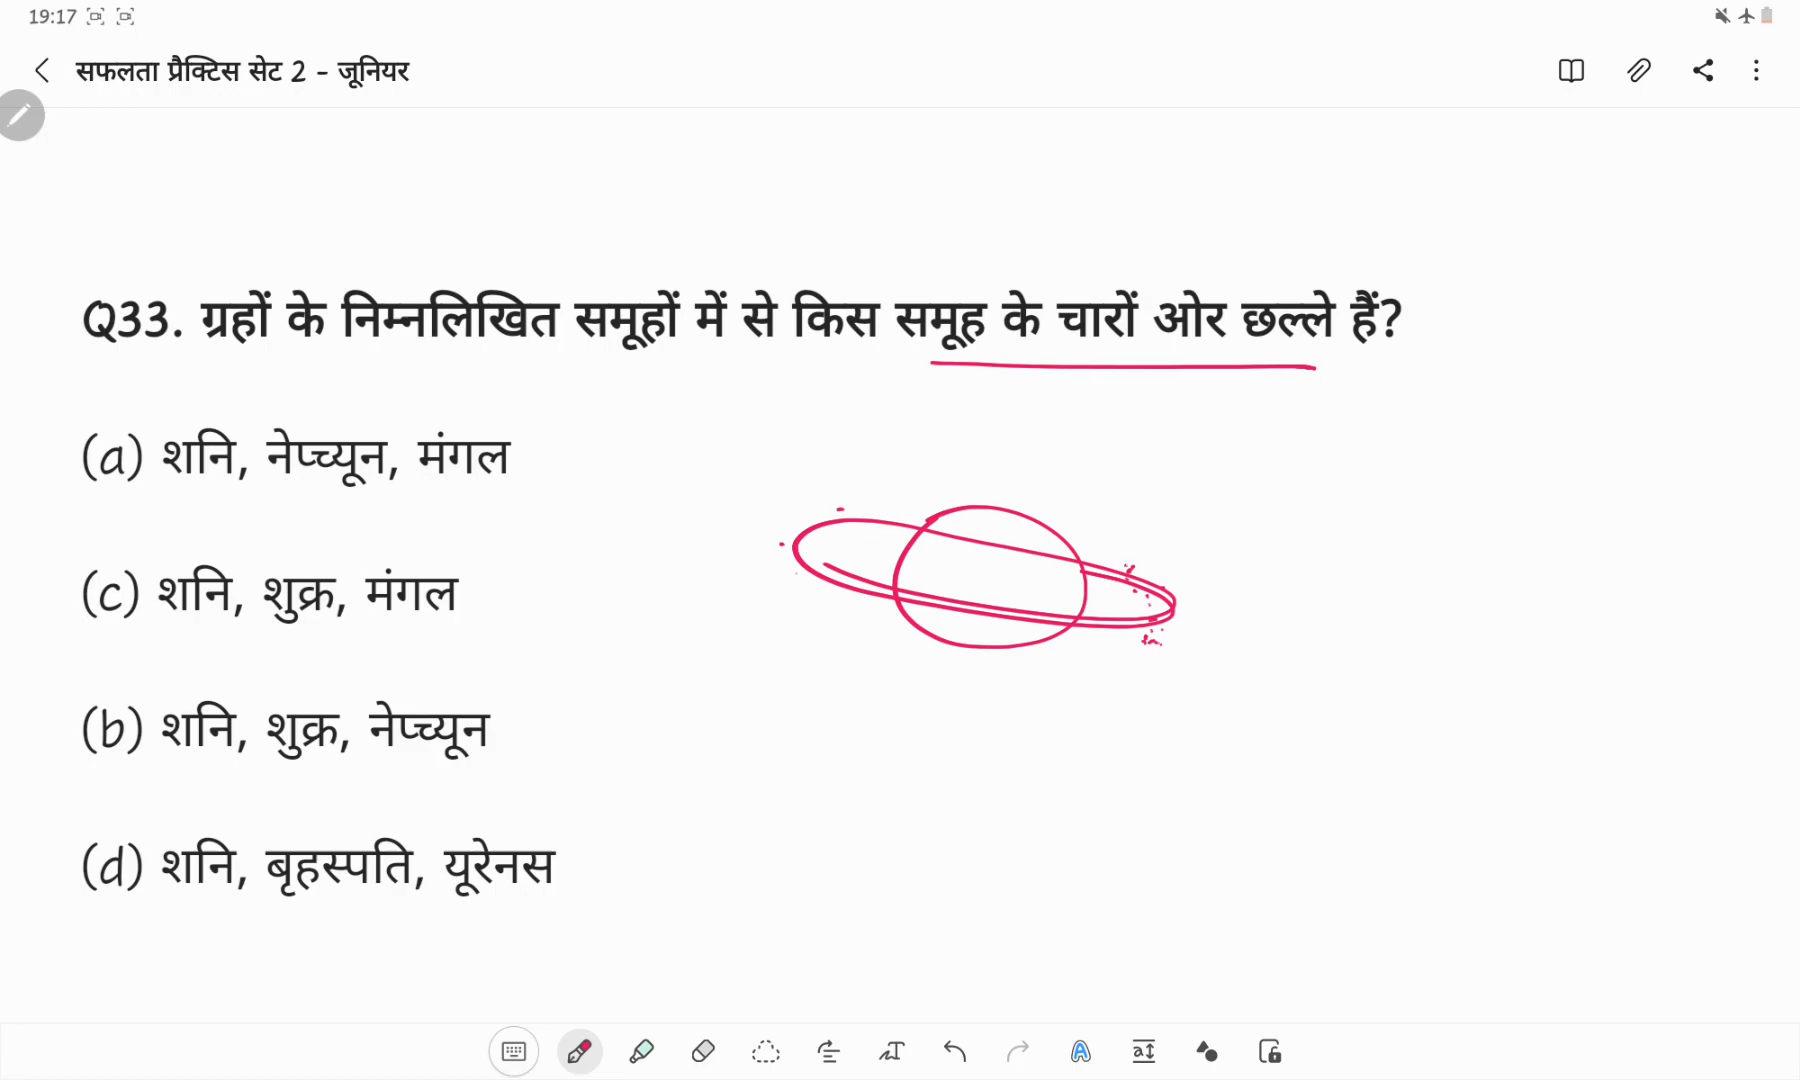 19:17
सफलता प्रैक्टिस सेट 2 - जूनियर
Q33. ग्रहों के निम्नलिखित समूहों में से किस समूह के चारों ओर छल्ले हैं?
(a) शनि, नेप्च्यून, मंगल
(c) शनि, शुक्र, मंगल
(b) शनि, शुक्र, नेप्च्यून
(d) शनि, बृहस्पति, यूरेनस